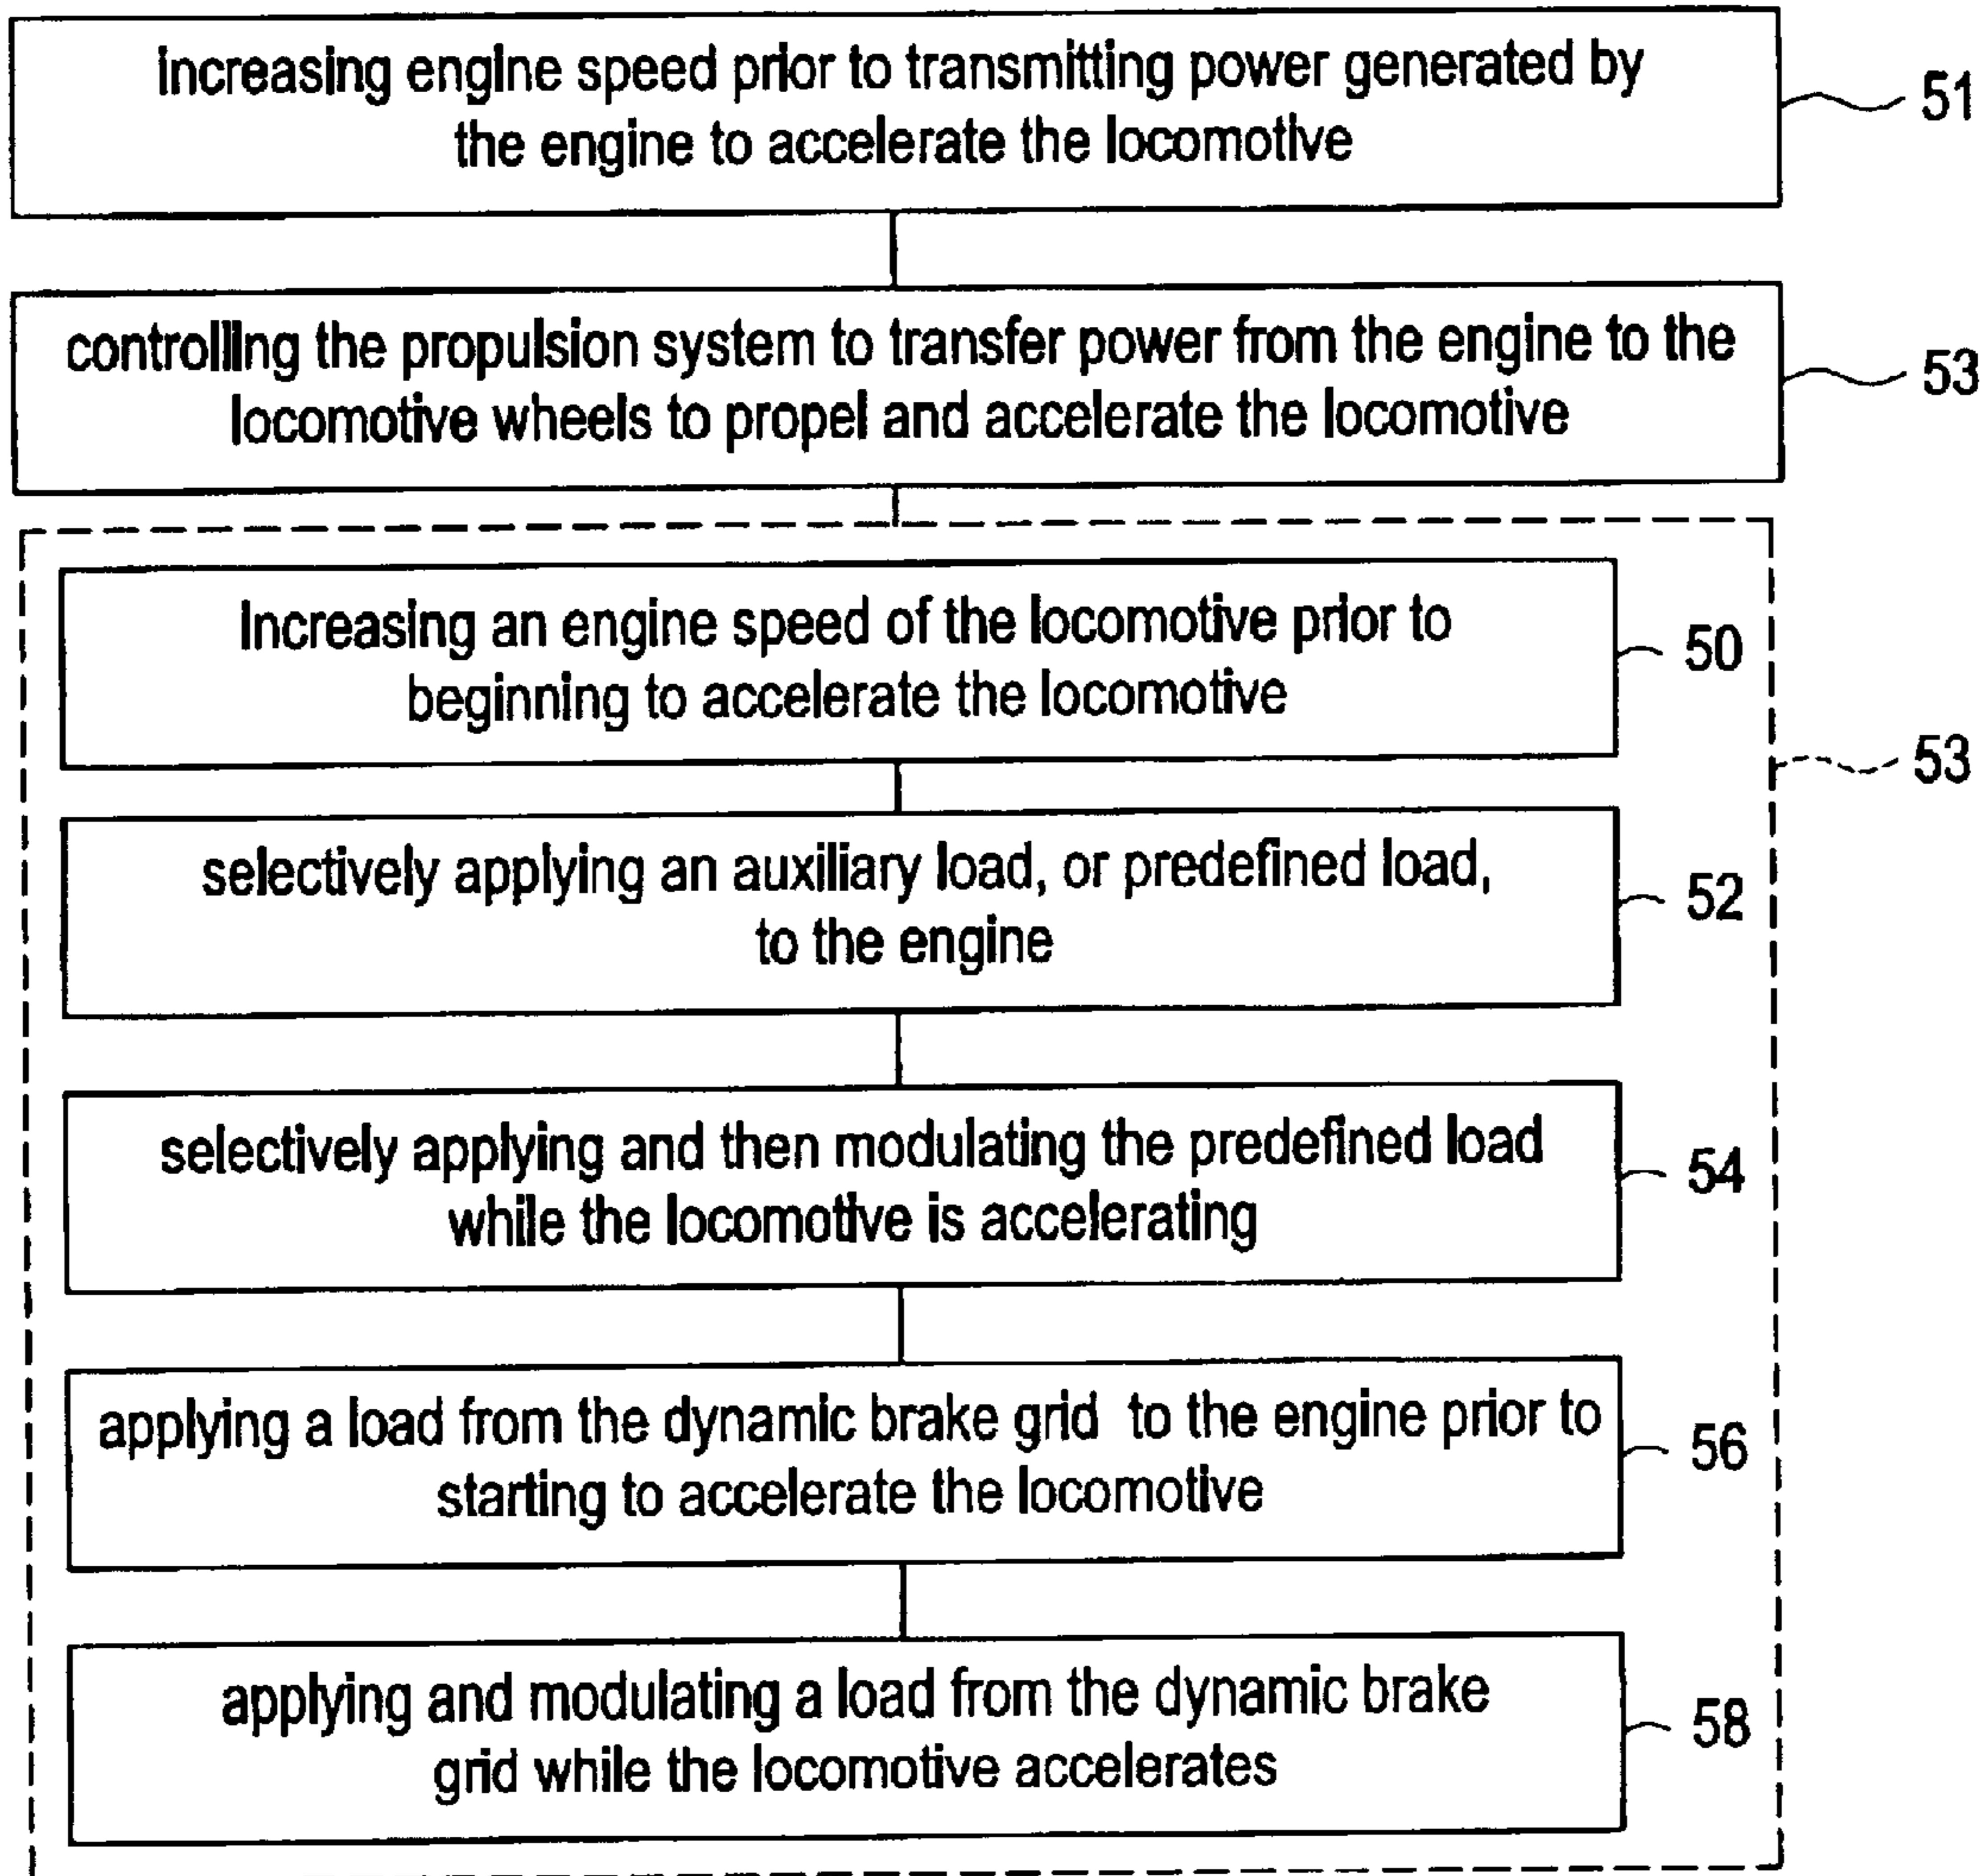 increasing engine speed prior to transmitting power generated by
the engine to accelerate the locomotive
51
controlling the propulsion system to transfer power from the engine to the
locomotive wheels to propel and accelerate the locomotive
53
Increasing an engine speed of the locomotive prior to
beginning to accelerate the locomotive
50
53
selectively applying an auxiliary load, or predefined load,
to the engine
52
selectively applying and then modulating the predefined load
while the locomotive is accelerating
54
applying a load from the dynamic brake grid to the engine prior to
starting to accelerate the locomotive
56
applying and modulating a load from the dynamic brake
grid while the locomotive accelerates
58